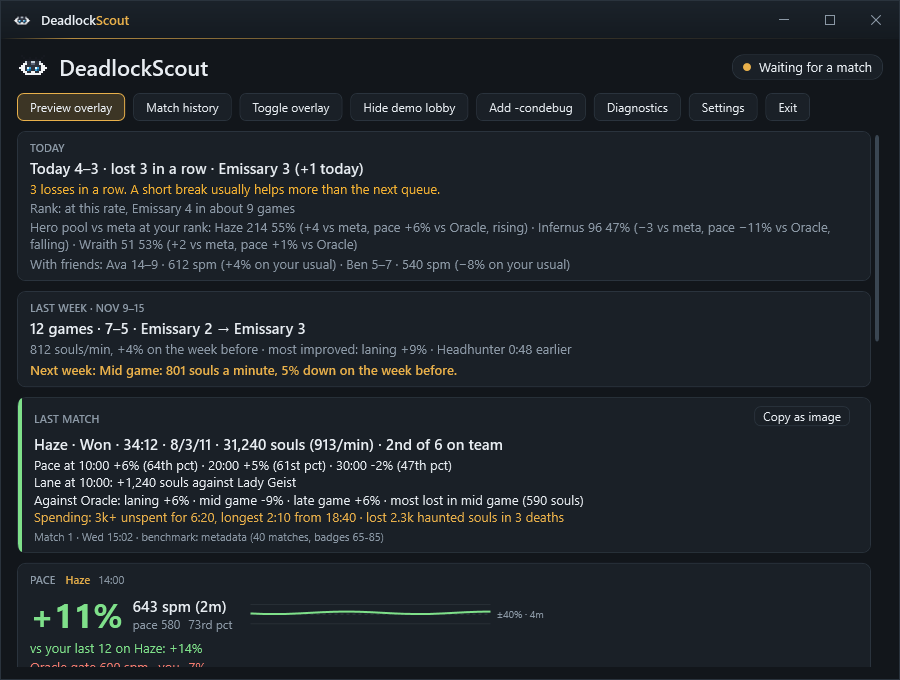 DeadlockScout
DeadlockScout
Waiting for a match
Preview overlay Match history Toggle overlay Hide demo lobby Add -condebug Diagnostics Settings Exit
TODAY
Today 4–3 · lost 3 in a row · Emissary 3 (+1 today)
3 losses in a row. A short break usually helps more than the next queue.
Rank: at this rate, Emissary 4 in about 9 games
Hero pool vs meta at your rank: Haze 214 55% (+4 vs meta, pace +6% vs Oracle, rising) · Infernus 96 47% (−3 vs meta, pace −11% vs Oracle,
falling) · Wraith 51 53% (+2 vs meta, pace +1% vs Oracle)
With friends: Ava 14–9 · 612 spm (+4% on your usual) · Ben 5–7 · 540 spm (−8% on your usual)
LAST WEEK · NOV 9–15
12 games · 7–5 · Emissary 2 → Emissary 3
812 souls/min, +4% on the week before · most improved: laning +9% · Headhunter 0:48 earlier
Next week: Mid game: 801 souls a minute, 5% down on the week before.
LAST MATCH
Copy as image
Haze · Won · 34:12 · 8/3/11 · 31,240 souls (913/min) · 2nd of 6 on team
Pace at 10:00 +6% (64th pct) · 20:00 +5% (61st pct) · 30:00 -2% (47th pct)
Lane at 10:00: +1,240 souls against Lady Geist
Against Oracle: laning +6% · mid game -9% · late game +6% · most lost in mid game (590 souls)
Spending: 3k+ unspent for 6:20, longest 2:10 from 18:40 · lost 2.3k haunted souls in 3 deaths
Match 1 · Wed 15:02 · benchmark: metadata (40 matches, badges 65-85)
PACE Haze 14:00
+11%
643 spm (2m)
pace 580 73rd pct
±40% · 4m
vs your last 12 on Haze: +14%
Oracle gate 690 spm · you -7%